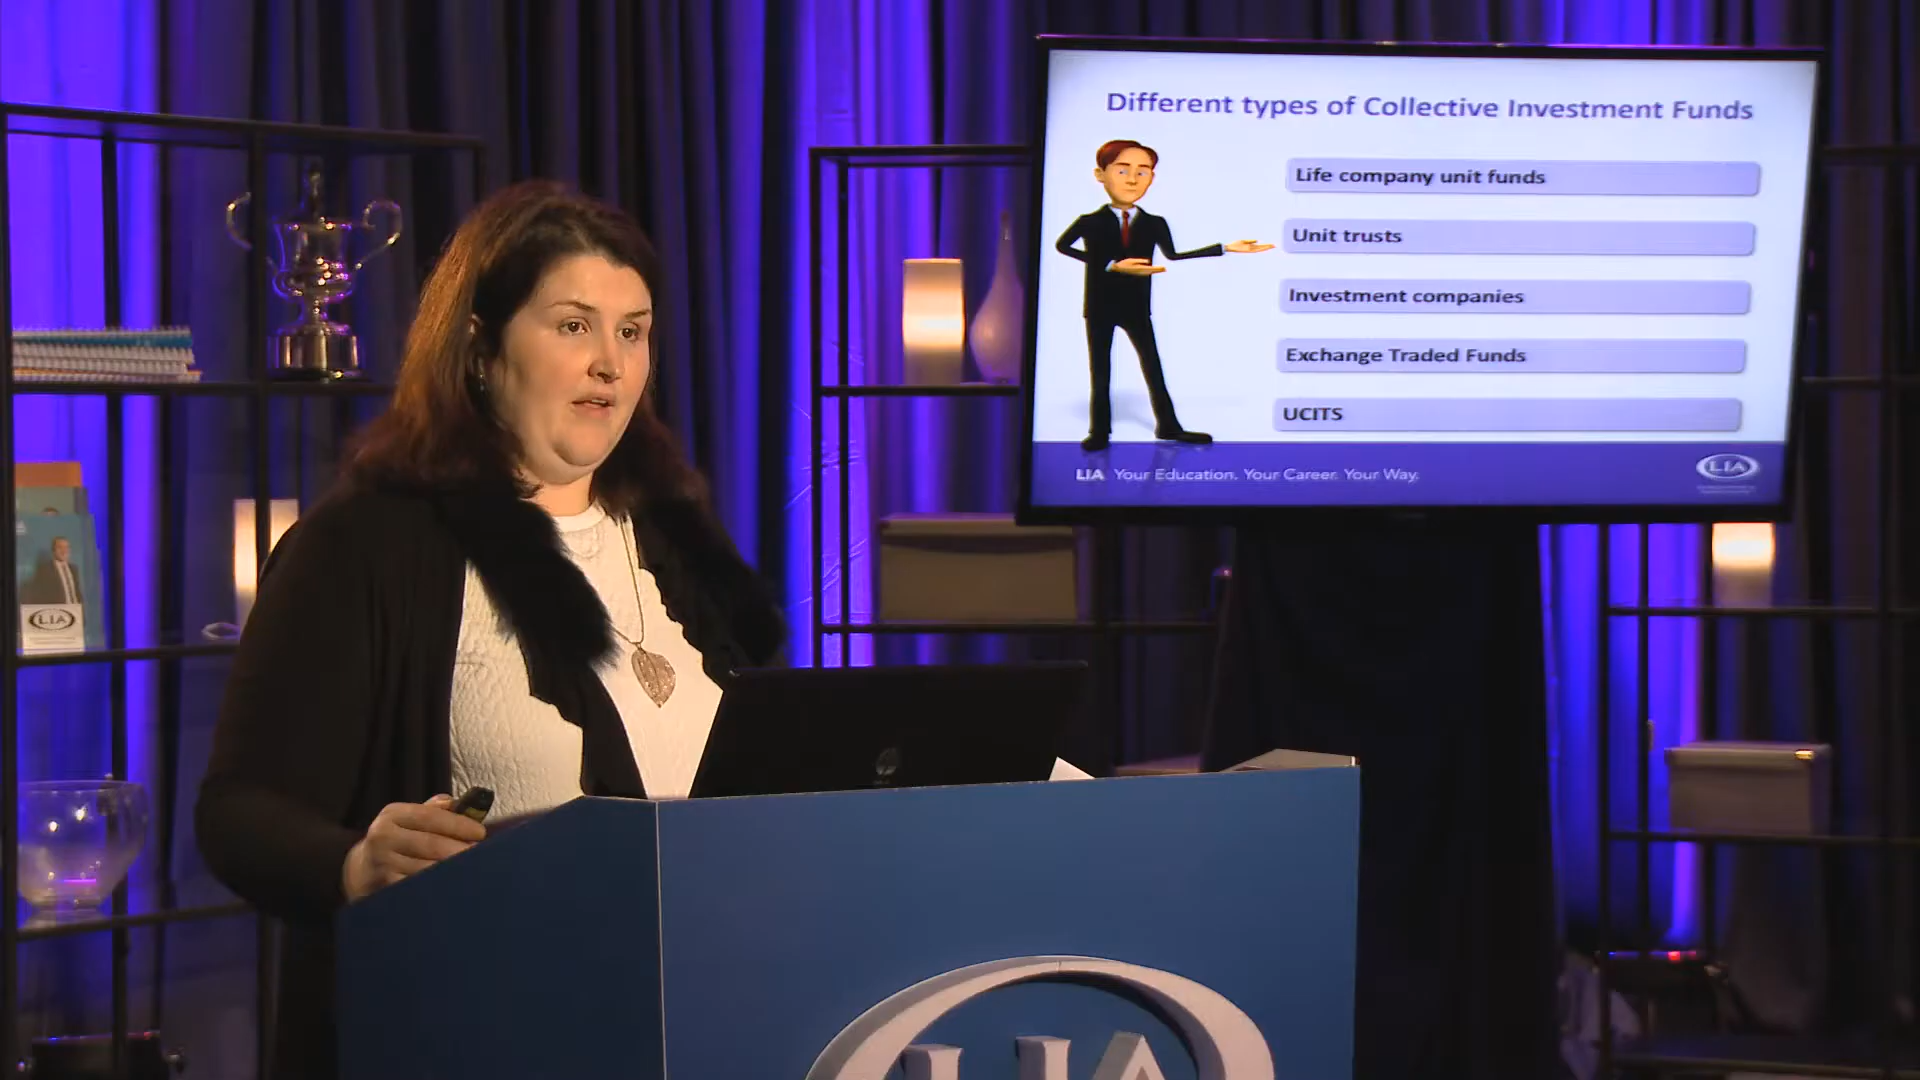 Different types of Collective Investment Funds
Life company unit funds
Unit trusts
Investment companies
Exchange Traded Funds
UCITS
LIA Your Education. Your Career. Your Way.
LIA
LIA
LIA